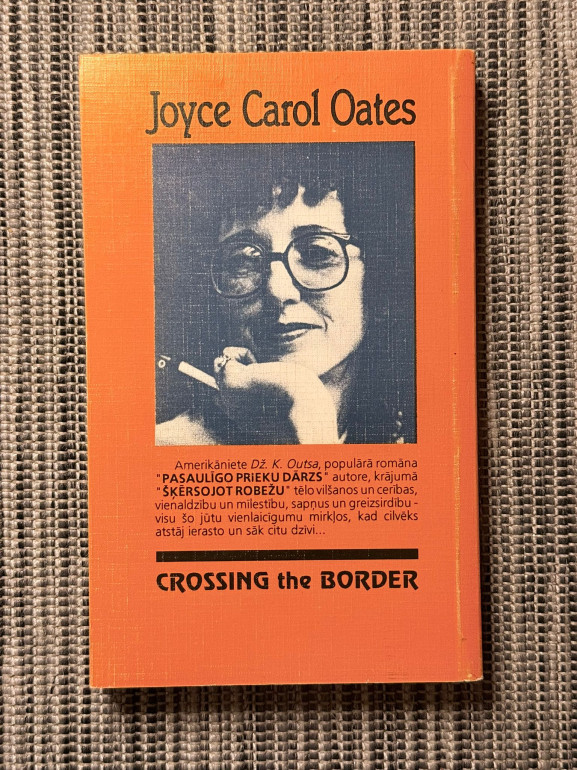 Joyce Carol Oates
Amerikāniete Dž. K. Outsa, populārā romāna
"PASAULĪGO PRIEKU DĀRZS" autore, krājumā
"ŠĶĒRSOJOT ROBEŽU" tēlo vilšanos un cerības,
vienaldzību un mīlestību, sapņus un greizsirdību -
visu šo jūtu vienlaicīgumu mirkļos, kad cilvēks
atstāj ierasto un sāk citu dzīvi...
CROSSING the BORDER